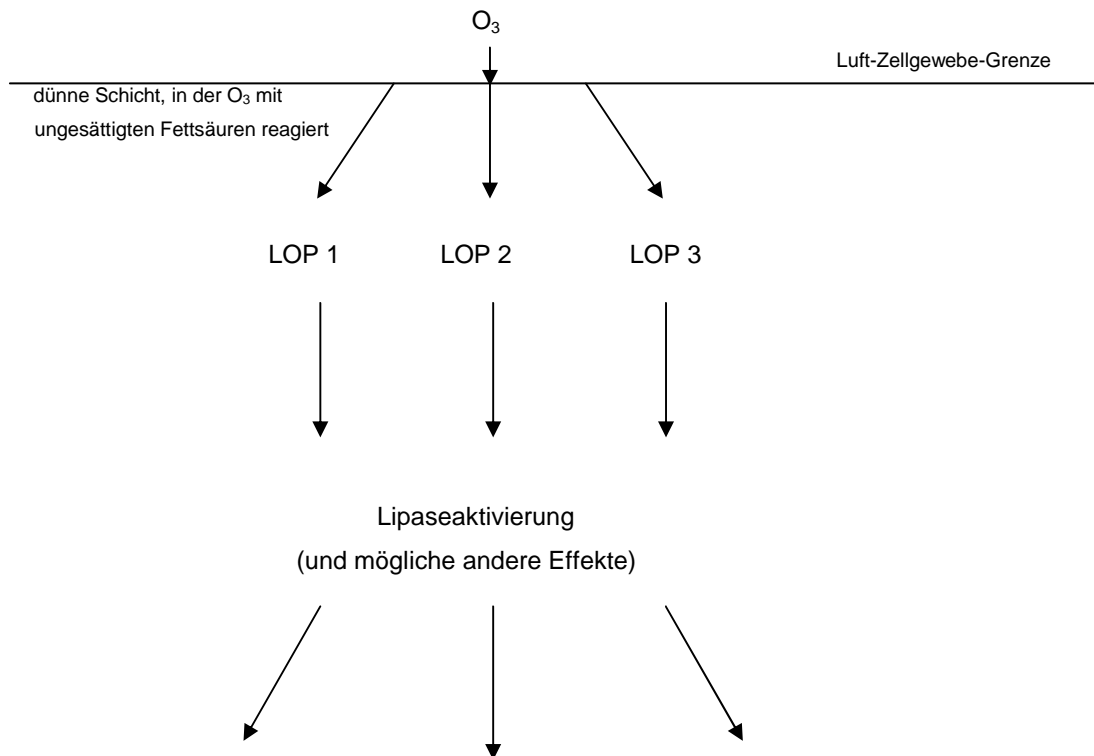 O₃
Luft-Zellgewebe-Grenze
dünne Schicht, in der O₃ mit
ungesättigten Fettsäuren reagiert
LOP 1 LOP 2 LOP 3
Lipaseaktivierung
(und mögliche andere Effekte)